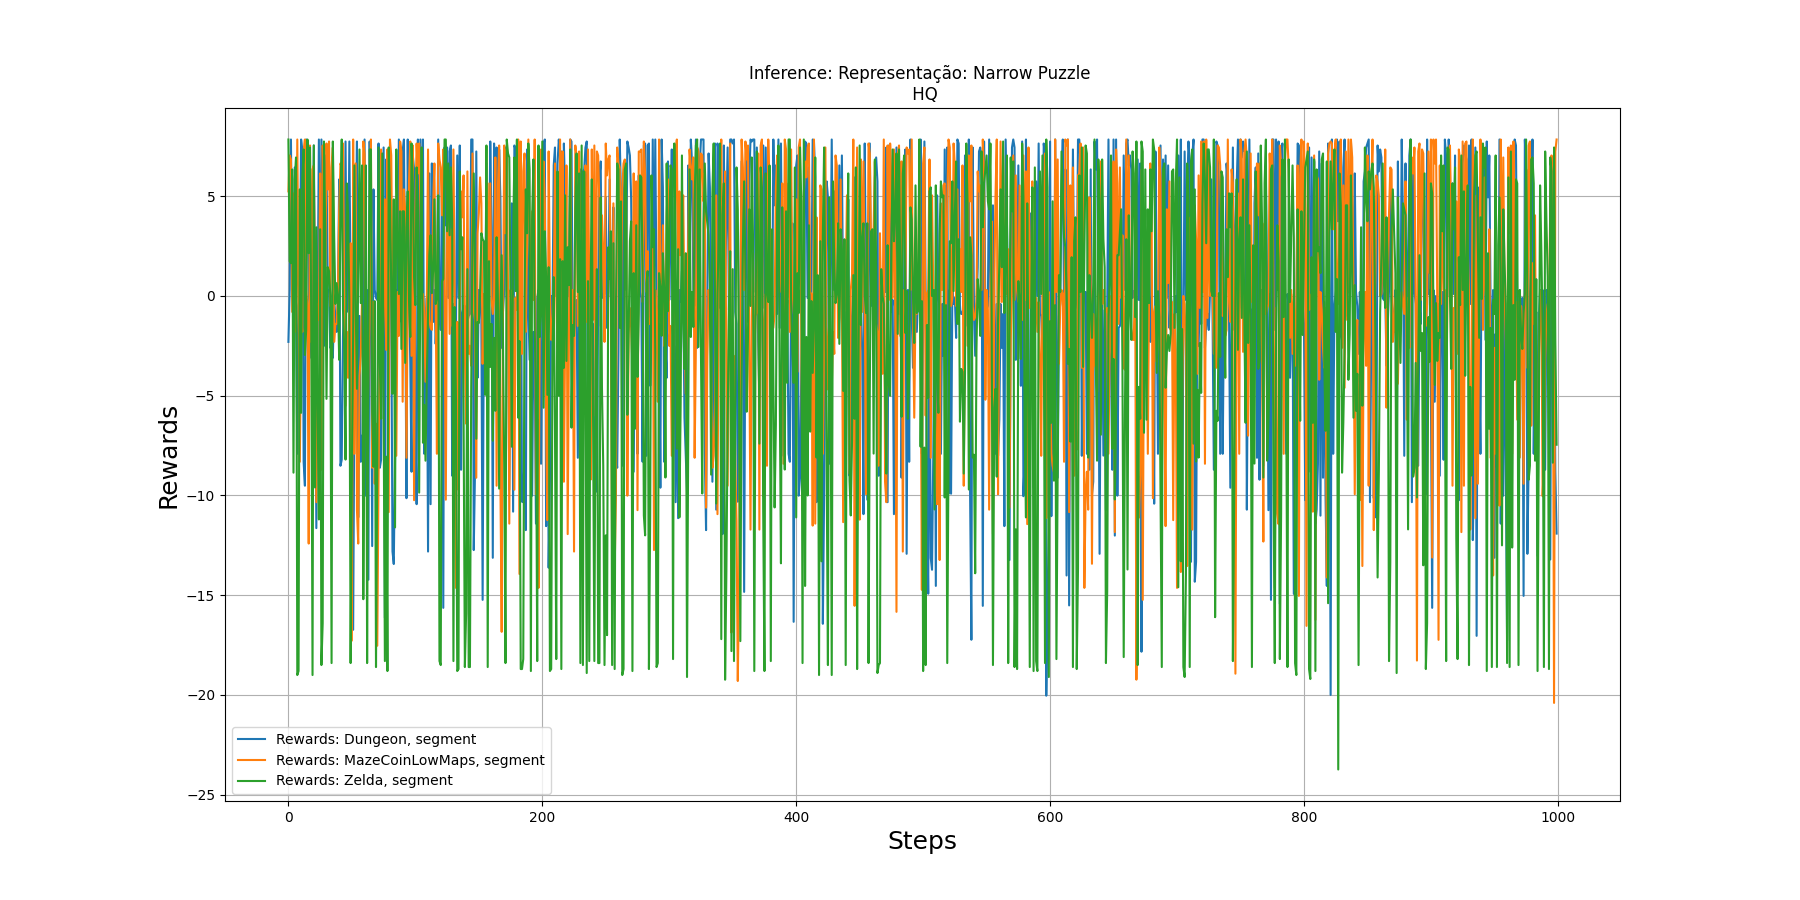 Inference: Representação: Narrow Puzzle
HQ
Rewards
5
0
−5
−10
−15
−20
−25
Rewards: Dungeon, segment
Rewards: MazeCoinLowMaps, segment
Rewards: Zelda, segment
0 200 400 600 800 1000
Steps